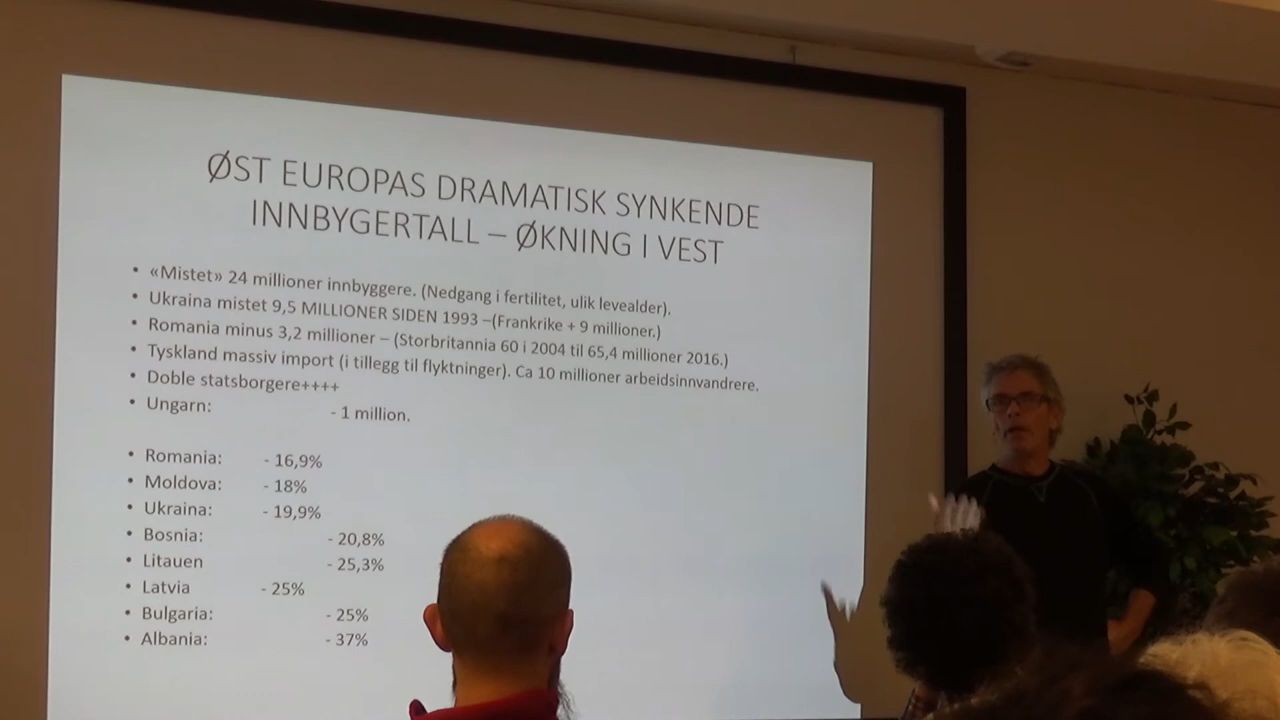 ØST EUROPAS DRAMATISK SYNKENDE
INNBYGERTALL – ØKNING I VEST
• «Mistet» 24 millioner innbyggere. (Nedgang i fertilitet, ulik levealder).
• Ukraina mistet 9,5 MILLIONER SIDEN 1993 –(Frankrike + 9 millioner.)
• Romania minus 3,2 millioner – (Storbritannia 60 i 2004 til 65,4 millioner 2016.)
• Tyskland massiv import (i tillegg til flyktninger). Ca 10 millioner arbeidsinnvandrere.
• Doble statsborgere++++
• Ungarn: - 1 million.
• Romania: - 16,9%
• Moldova: - 18%
• Ukraina: - 19,9%
• Bosnia: - 20,8%
• Litauen - 25,3%
• Latvia - 25%
• Bulgaria: - 25%
• Albania: - 37%